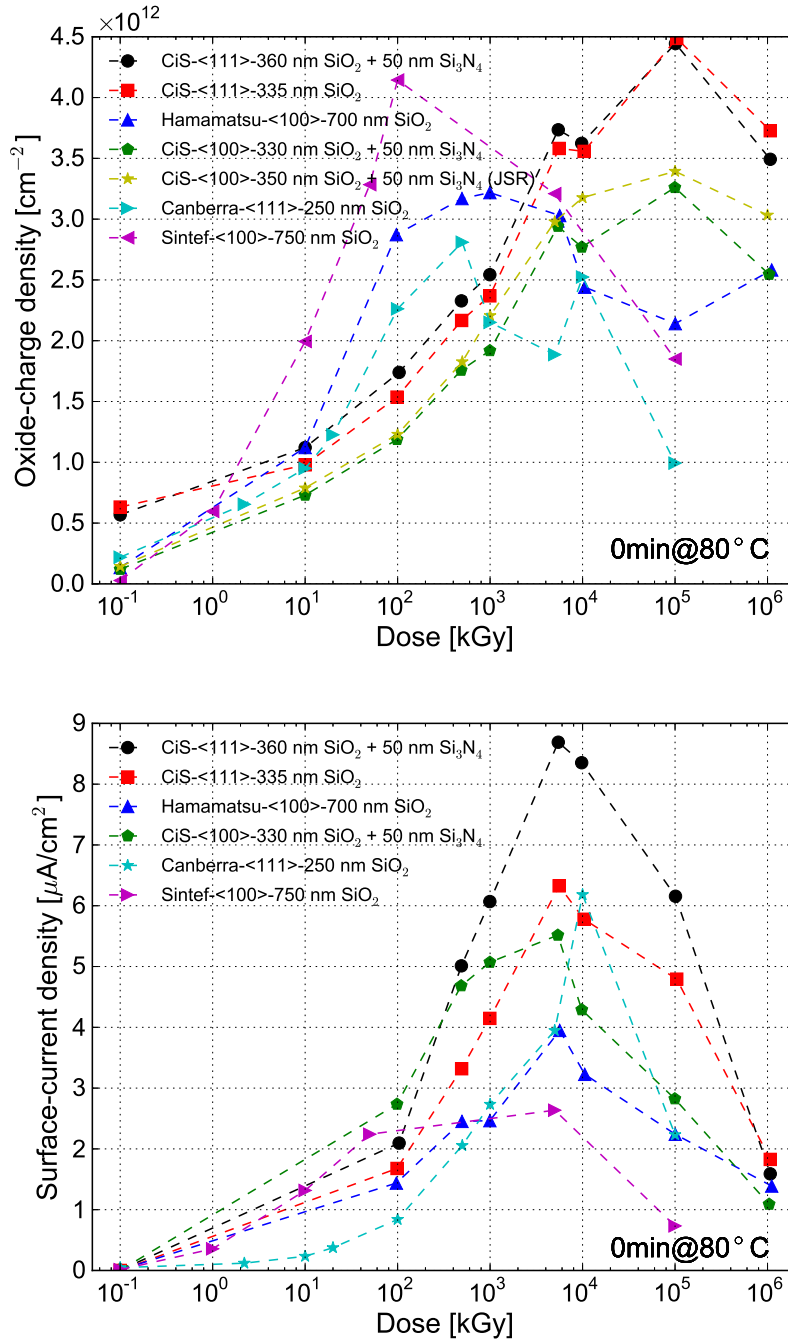 ×10¹²
4.5
4.0
3.5
3.0
2.5
2.0
1.5
1.0
0.5
0.0
Oxide-charge density [cm⁻²]
CiS-<111>-360 nm SiO₂ + 50 nm Si₃N₄
CiS-<111>-335 nm SiO₂
Hamamatsu-<100>-700 nm SiO₂
CiS-<100>-330 nm SiO₂ + 50 nm Si₃N₄
CiS-<100>-350 nm SiO₂ + 50 nm Si₃N₄ (JSR)
Canberra-<111>-250 nm SiO₂
Sintef-<100>-750 nm SiO₂
0min@80°C
10⁻¹ 10⁰ 10¹ 10² 10³ 10⁴ 10⁵ 10⁶
Dose [kGy]
9
8
7
6
5
4
3
2
1
0
Surface-current density [μA/cm²]
CiS-<111>-360 nm SiO₂ + 50 nm Si₃N₄
CiS-<111>-335 nm SiO₂
Hamamatsu-<100>-700 nm SiO₂
CiS-<100>-330 nm SiO₂ + 50 nm Si₃N₄
Canberra-<111>-250 nm SiO₂
Sintef-<100>-750 nm SiO₂
0min@80°C
10⁻¹ 10⁰ 10¹ 10² 10³ 10⁴ 10⁵ 10⁶
Dose [kGy]